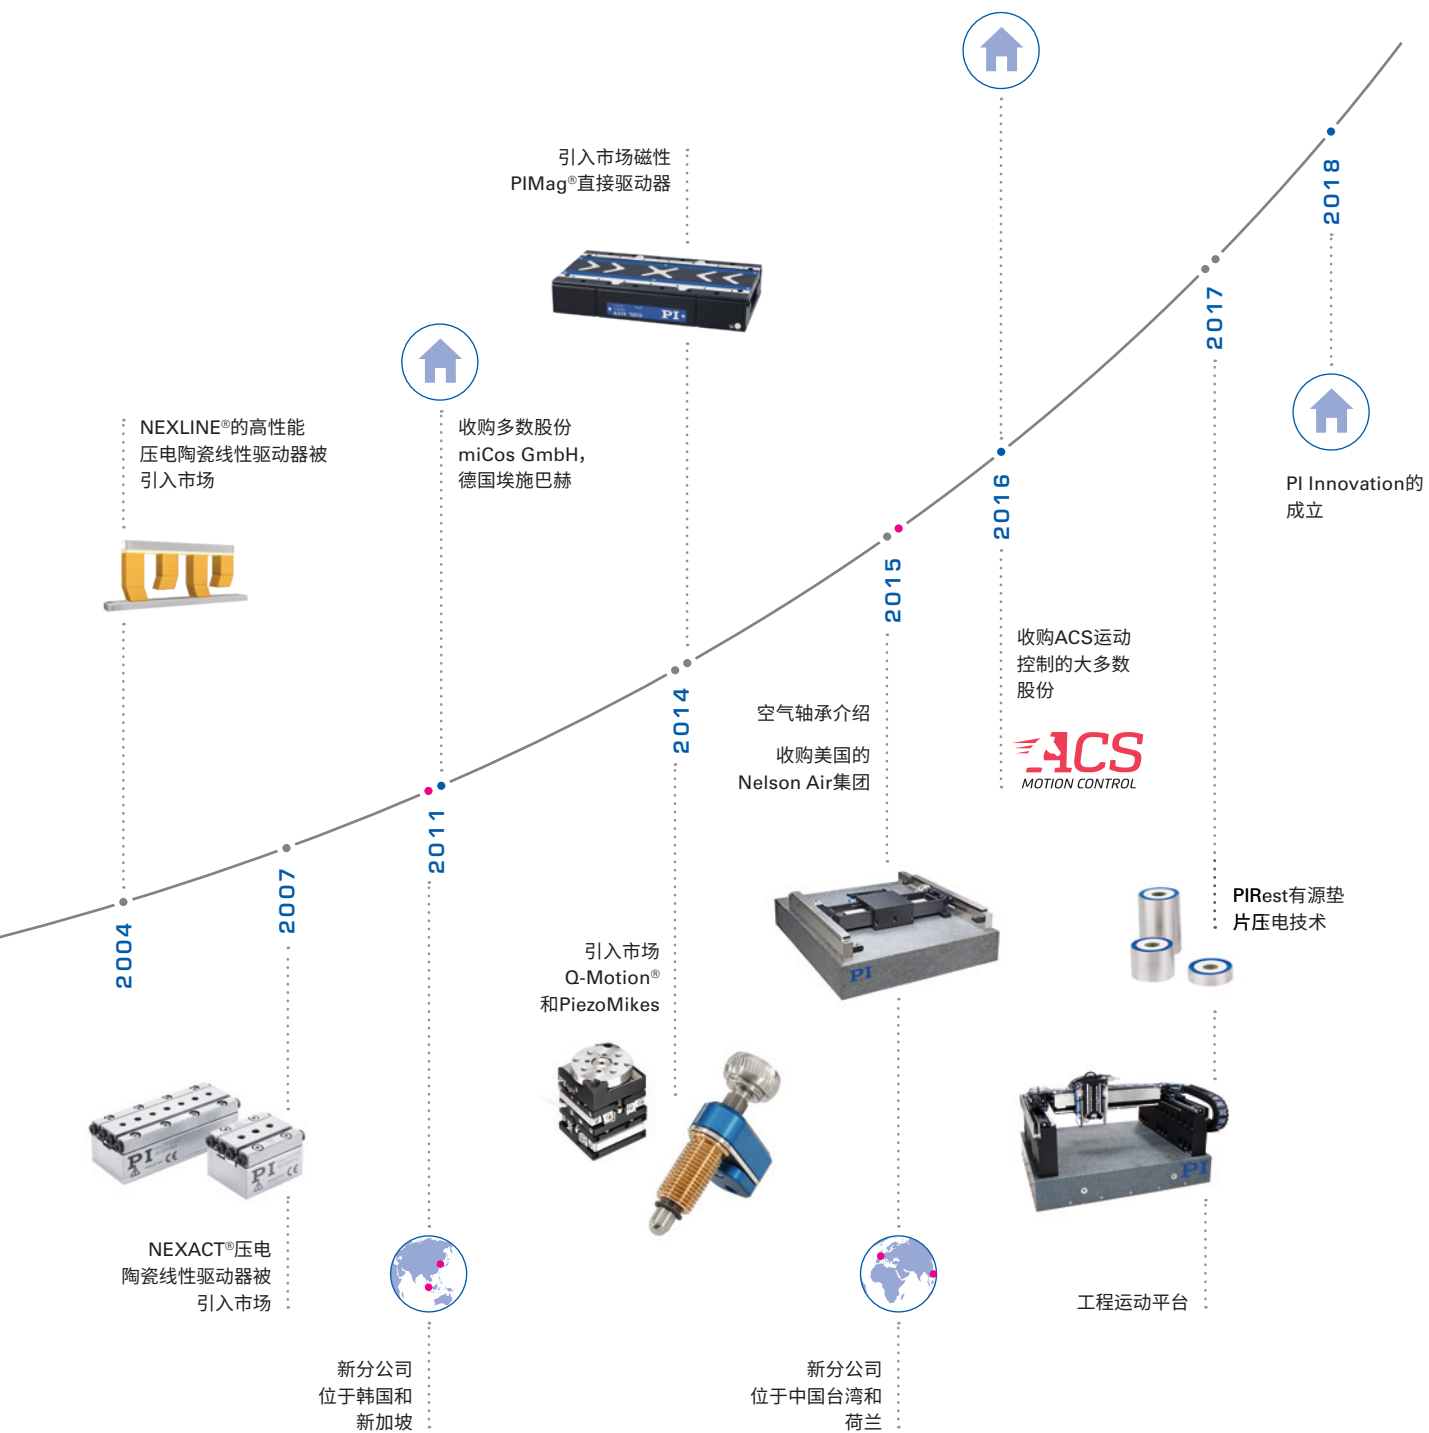 引入市场磁性
PIMag®直接驱动器
PI
2018
2017
NEXLINE®的高性能
压电陶瓷线性驱动器被
引入市场
收购多数股份
miCos GmbH，
德国埃施巴赫
2016
PI Innovation的
成立
2015
收购ACS运动
控制的大多数
股份
ACS
MOTION CONTROL
2014
空气轴承介绍
收购美国的
Nelson Air集团
2011
2007
2004
PIRest有源垫
片压电技术
引入市场
Q-Motion®
和PiezoMikes
PI
PI
PI
PI
NEXACT®压电
陶瓷线性驱动器被
引入市场
工程运动平台
新分公司
位于韩国和
新加坡
新分公司
位于中国台湾和
荷兰